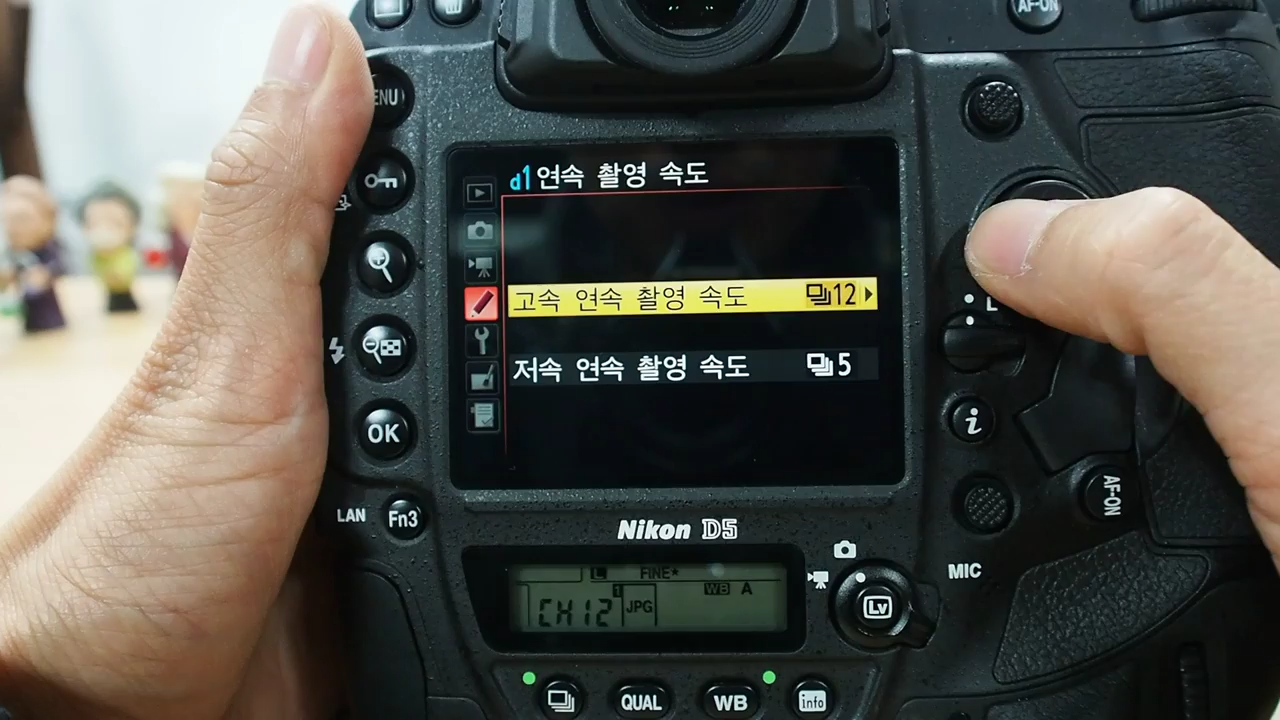 AF-ON
ENU
d1 연속 촬영 속도
고속 연속 촬영 속도 12
저속 연속 촬영 속도 5
L
OK
i
AF-ON
LAN
Fn3
Nikon D5
MIC
L FINE★
WB A
CH12 1 JPG
Lv
QUAL
WB
info